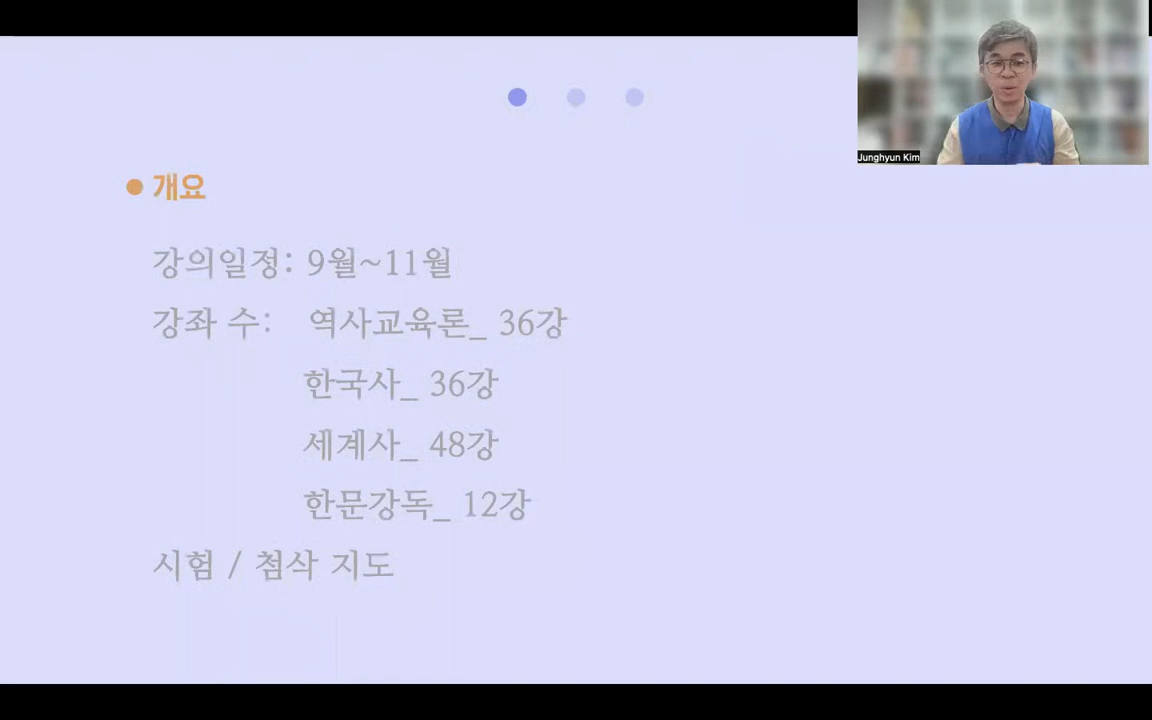 Junghyun Kim
개요
강의일정: 9월~11월
강좌 수: 역사교육론_ 36강
한국사_ 36강
세계사_ 48강
한문강독_ 12강
시험 / 첨삭 지도